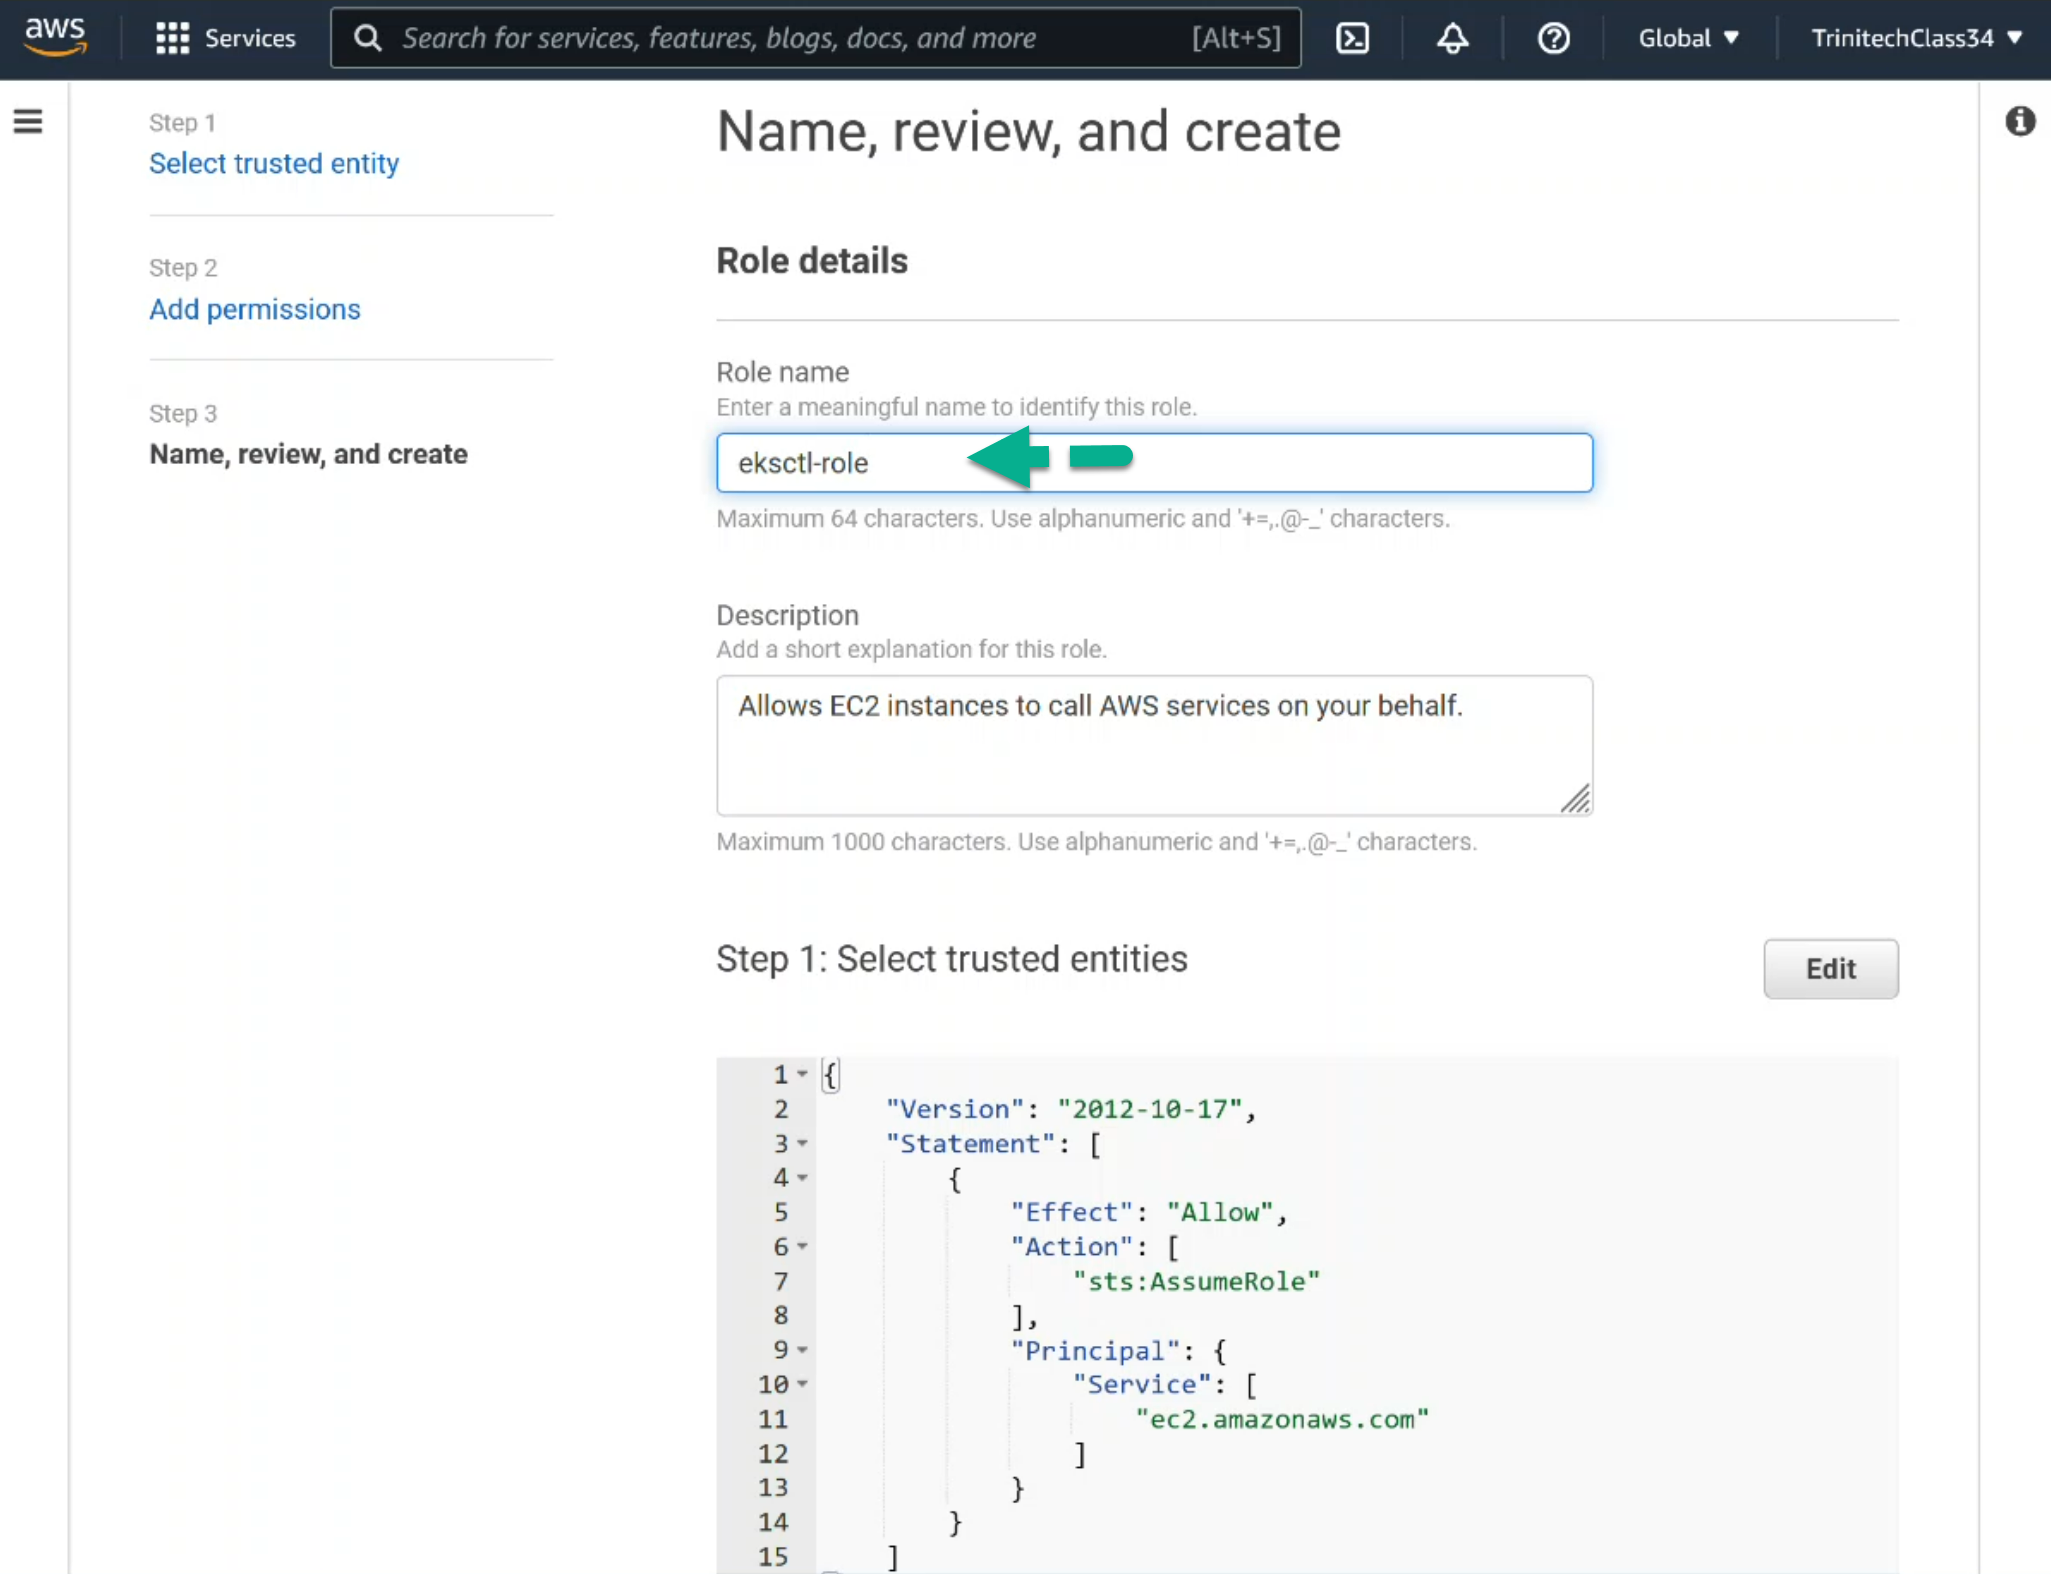 aws Services Search for services, features, blogs, docs, and more [Alt+S] Global TrinitechClass34
Step 1
Select trusted entity
Step 2
Add permissions
Step 3
Name, review, and create
Name, review, and create
Role details
Role name
Enter a meaningful name to identify this role.
eksctl-role
Maximum 64 characters. Use alphanumeric and '+=,.@-_' characters.
Description
Add a short explanation for this role.
Allows EC2 instances to call AWS services on your behalf.
Maximum 1000 characters. Use alphanumeric and '+=,.@-_' characters.
Step 1: Select trusted entities
Edit
1 {
2 "Version": "2012-10-17",
3 "Statement": [
4 {
5 "Effect": "Allow",
6 "Action": [
7 "sts:AssumeRole"
8 ],
9 "Principal": {
10 "Service": [
11 "ec2.amazonaws.com"
12 ]
13 }
14 }
15 ]